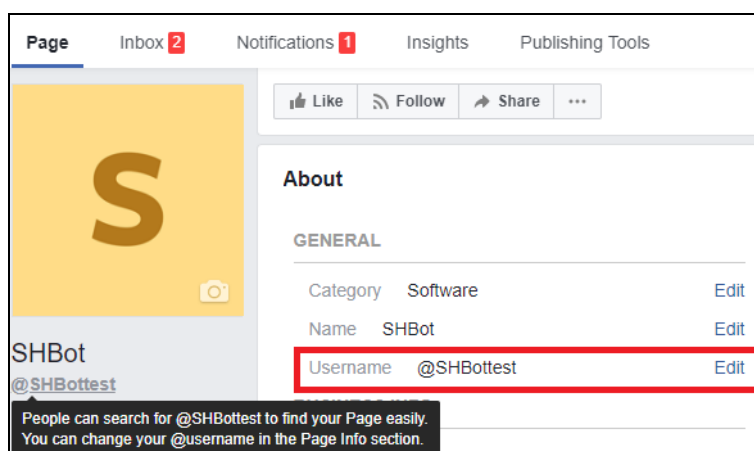 Page Inbox 2 Notifications 1 Insights Publishing Tools
Like Follow Share ...
S
About
GENERAL
Category Software Edit
Name SHBot Edit
Username @SHBottest Edit
SHBot
@SHBottest
People can search for @SHBottest to find your Page easily.
You can change your @username in the Page Info section.